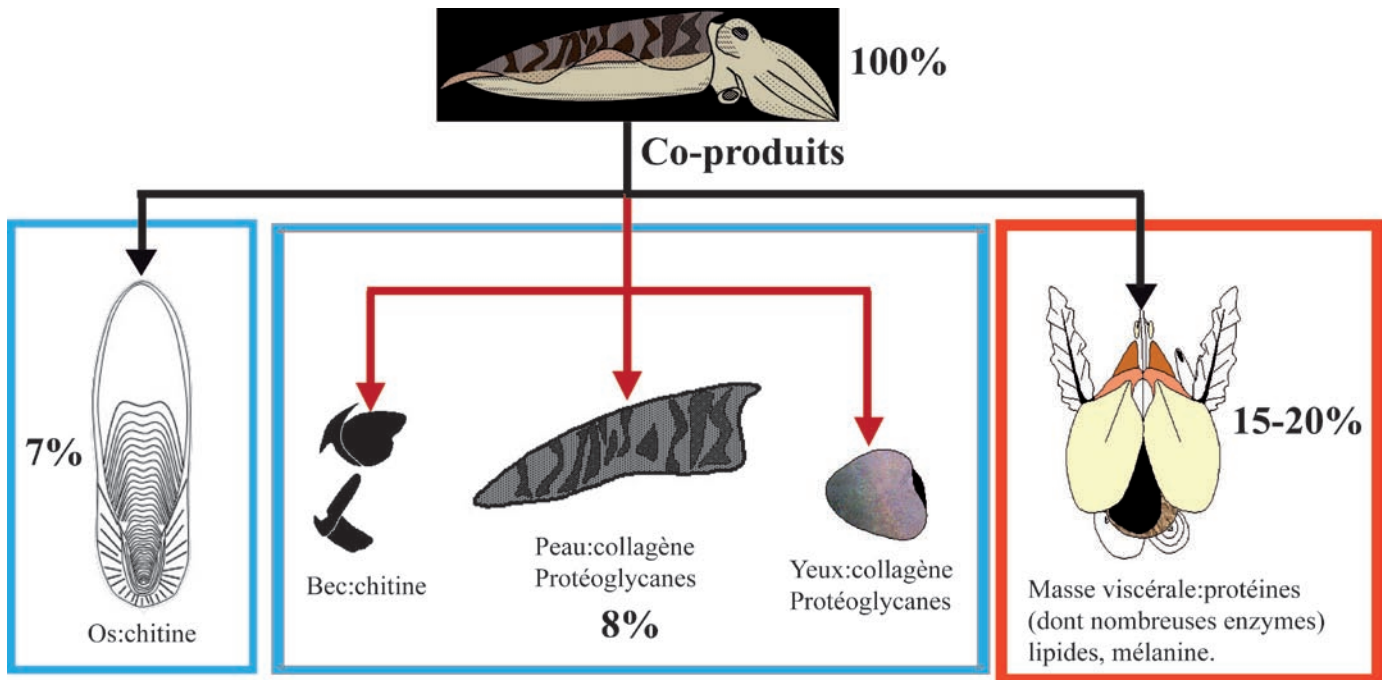 100%
Co-produits
7%
Os:chitine
Bec:chitine
Peau:collagène
Protéoglycanes
8%
Yeux:collagène
Protéoglycanes
15-20%
Masse viscérale:protéines
(dont nombreuses enzymes)
lipides, mélanine.